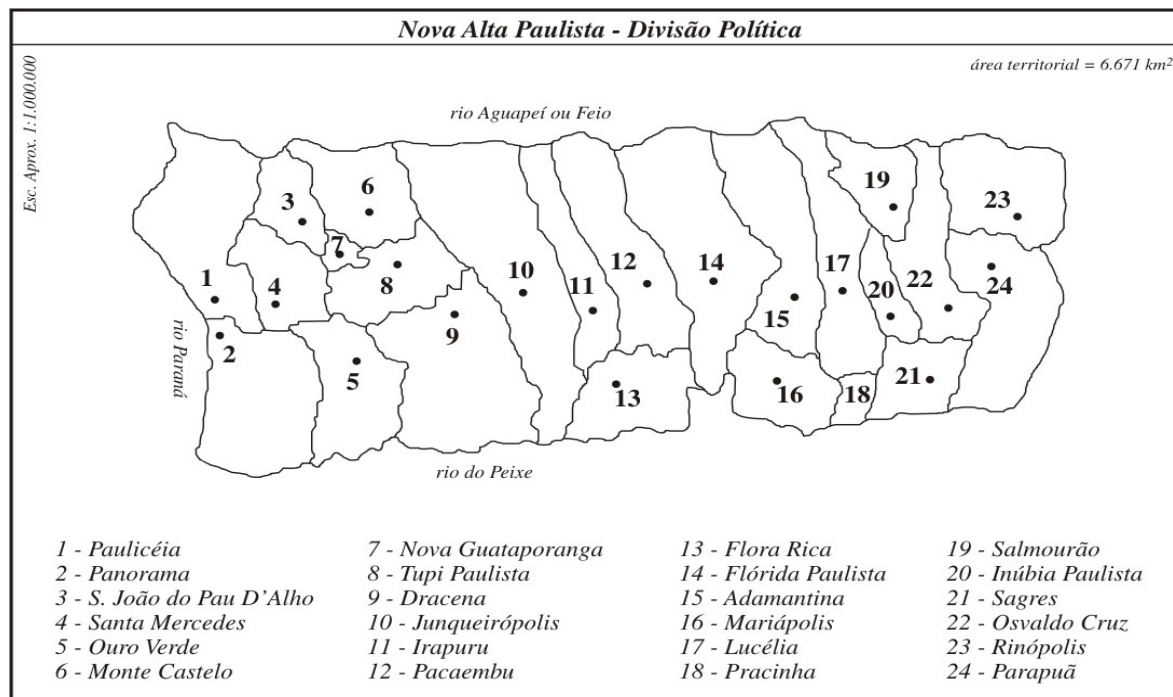 Nova Alta Paulista - Divisão Política
Esc. Aprox. 1:1.000.000
área territorial = 6.671 km²
rio Aguapeí ou Feio
6
3
19
23
7
12
14
17
1
4
8
10
11
20
22
24
15
2
9
rio Paraná
5
13
16
18
21
rio do Peixe
1 - Paulicéia
2 - Panorama
3 - S. João do Pau D'Alho
4 - Santa Mercedes
5 - Ouro Verde
6 - Monte Castelo
7 - Nova Guataporanga
8 - Tupi Paulista
9 - Dracena
10 - Junqueirópolis
11 - Irapuru
12 - Pacaembu
13 - Flora Rica
14 - Flórida Paulista
15 - Adamantina
16 - Mariápolis
17 - Lucélia
18 - Pracinha
19 - Salmourão
20 - Inúbia Paulista
21 - Sagres
22 - Osvaldo Cruz
23 - Rinópolis
24 - Parapuã